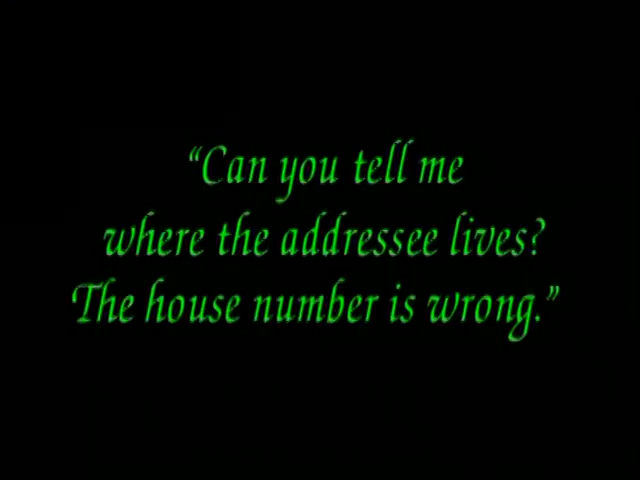 “Can you tell me
where the addressee lives?
The house number is wrong.”